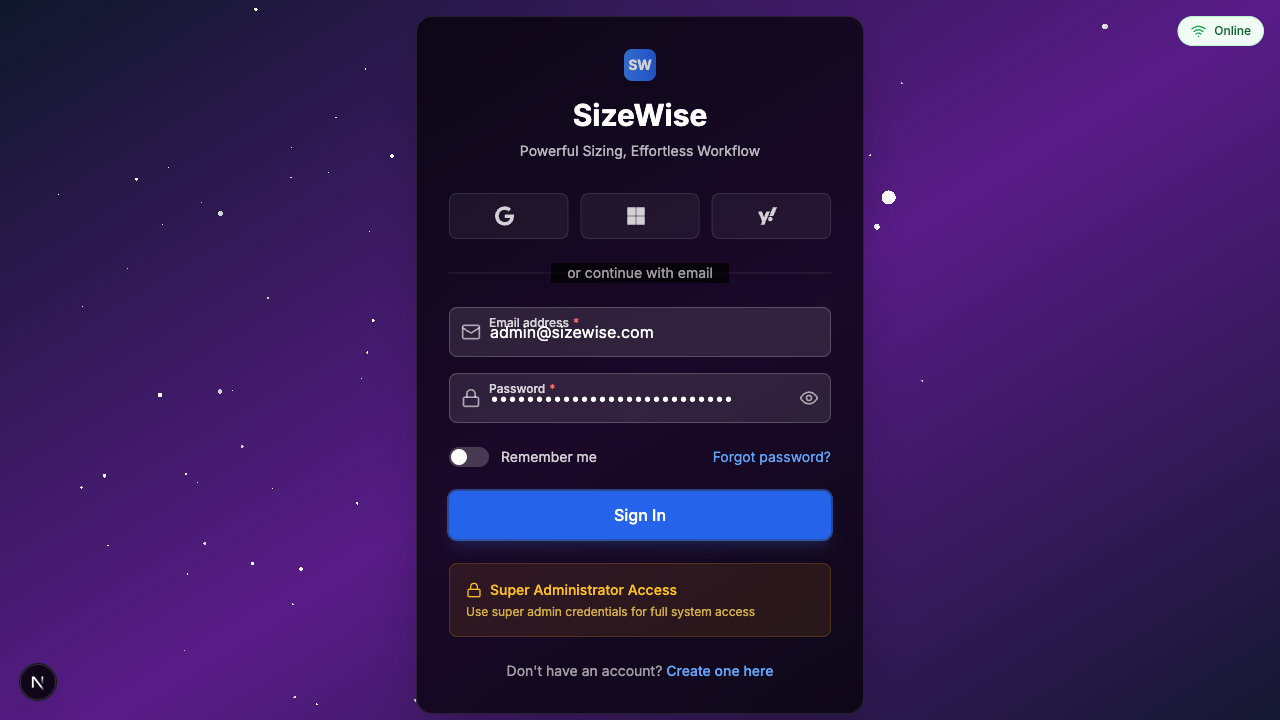 Online
SW
SizeWise
Powerful Sizing, Effortless Workflow
G
y!
or continue with email
Email address *
admin@sizewise.com
Password *
••••••••••••••••••••••••••••
Remember me
Forgot password?
Sign In
Super Administrator Access
Use super admin credentials for full system access
Don't have an account? Create one here
N